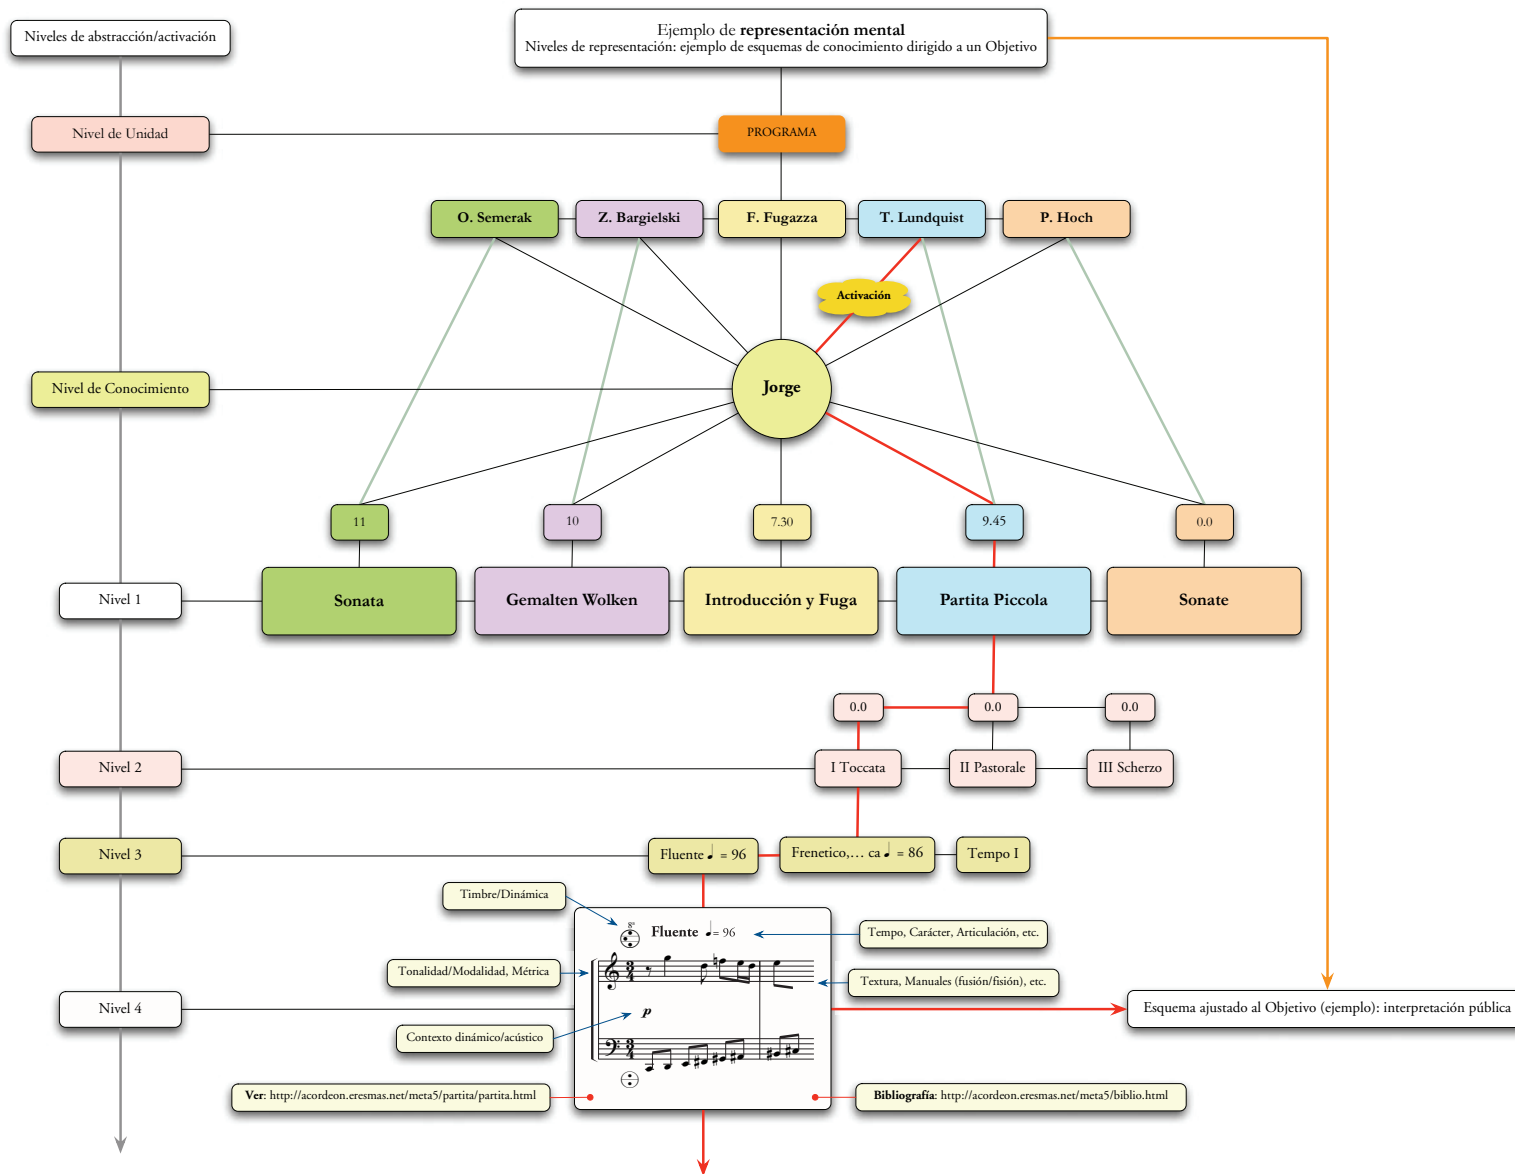 Niveles de abstracción/activación
Ejemplo de representación mental
Niveles de representación: ejemplo de esquemas de conocimiento dirigido a un Objetivo
Nivel de Unidad
PROGRAMA
O. Semerak
Z. Bargielski
F. Fugazza
T. Lundquist
P. Hoch
Activación
Nivel de Conocimiento
Jorge
11
10
7.30
9.45
0.0
Nivel 1
Sonata
Gemalten Wolken
Introducción y Fuga
Partita Piccola
Sonate
0.0
0.0
0.0
Nivel 2
I Toccata
II Pastorale
III Scherzo
Nivel 3
Fluente ♩ = 96
Frenetico,... ca ♩ = 86
Tempo I
Timbre/Dinámica
Fluente ♩= 96
Tempo, Carácter, Articulación, etc.
Tonalidad/Modalidad, Métrica
3
4
Textura, Manuales (fusión/fisión), etc.
Nivel 4
p
Esquema ajustado al Objetivo (ejemplo): interpretación pública
Contexto dinámico/acústico
3
4
Ver: http://acordeon.eresmas.net/meta5/partita/partita.html
Bibliografía: http://acordeon.eresmas.net/meta5/biblio.html